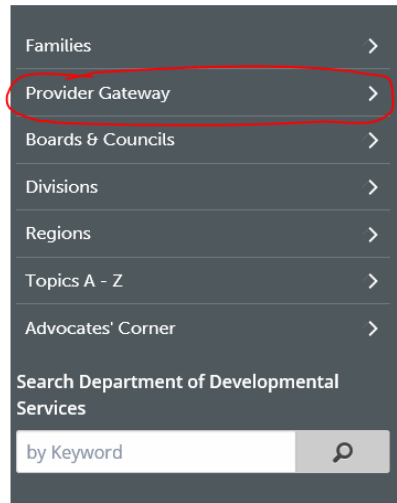 Families
Provider Gateway
Boards & Councils
Divisions
Regions
Topics A - Z
Advocates' Corner
Search Department of Developmental
Services
by Keyword